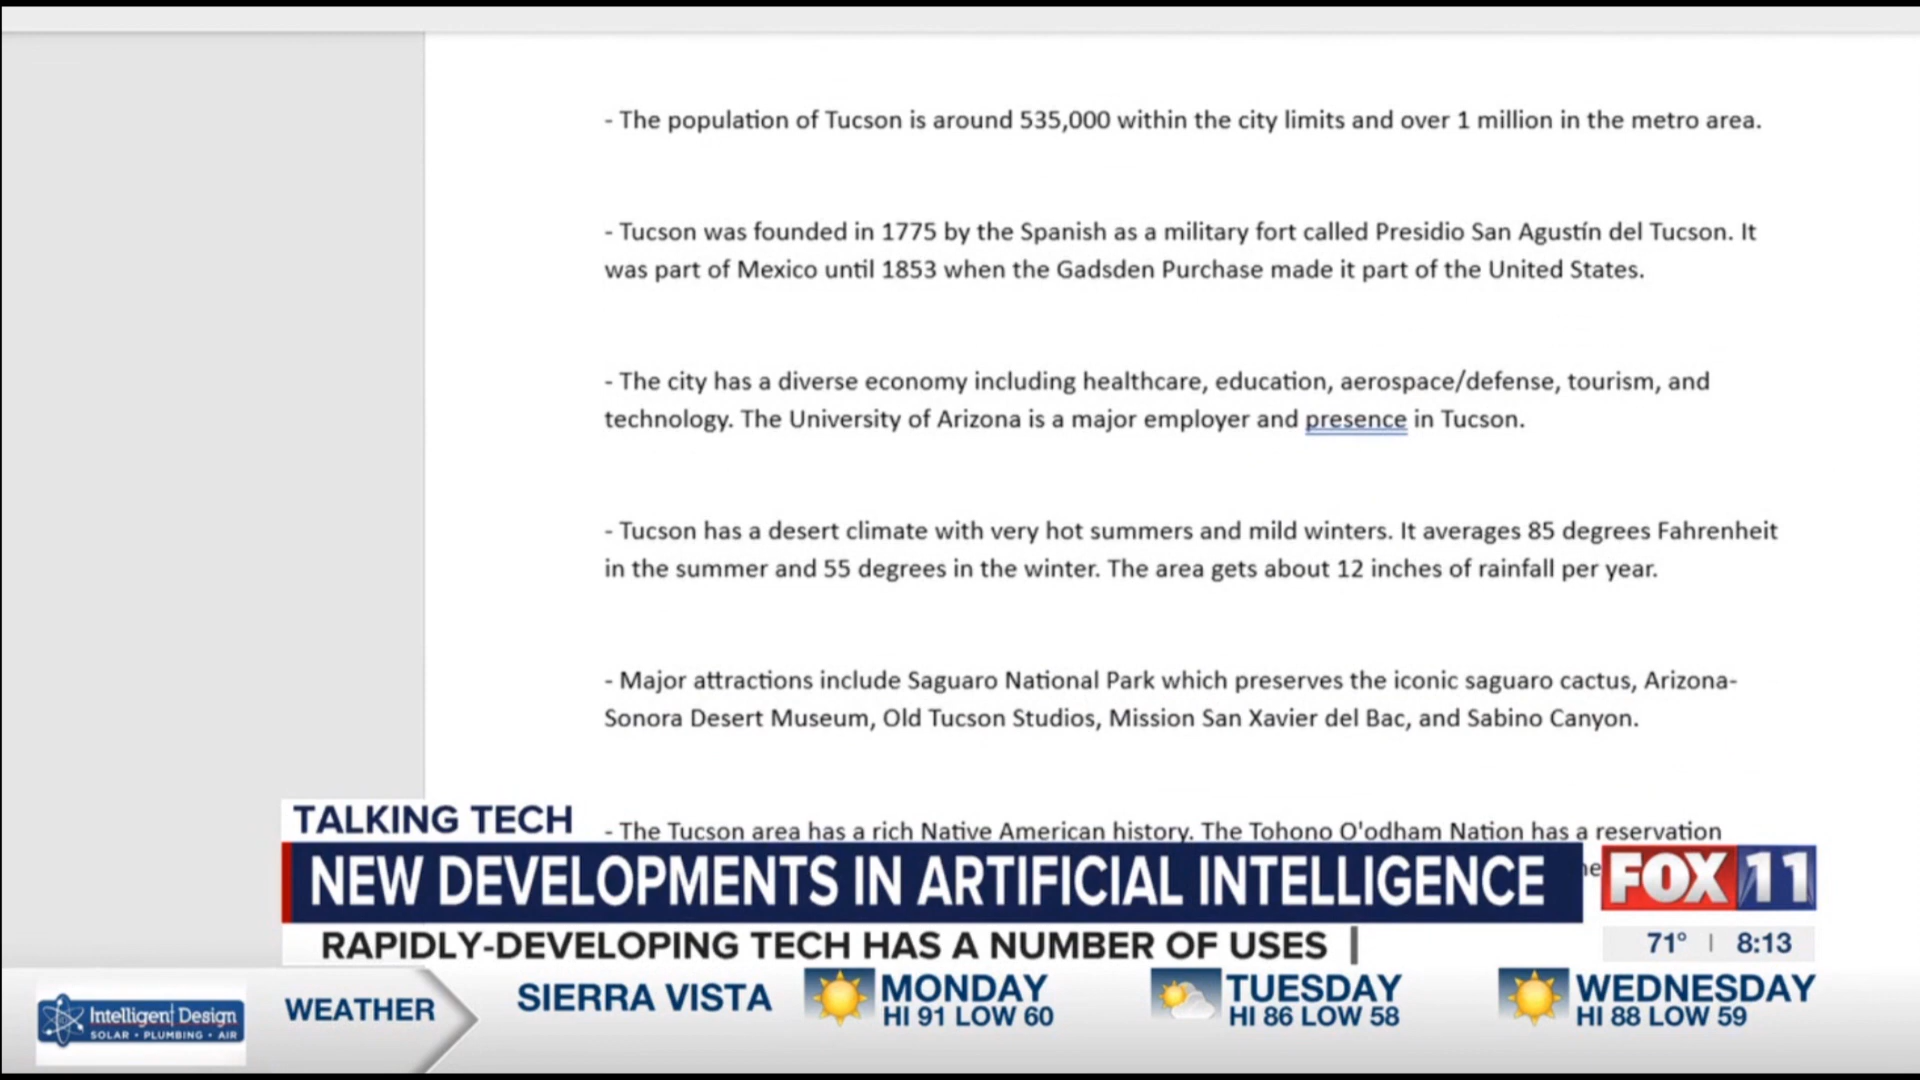 - The population of Tucson is around 535,000 within the city limits and over 1 million in the metro area.
- Tucson was founded in 1775 by the Spanish as a military fort called Presidio San Agustín del Tucson. It
was part of Mexico until 1853 when the Gadsden Purchase made it part of the United States.
- The city has a diverse economy including healthcare, education, aerospace/defense, tourism, and
technology. The University of Arizona is a major employer and presence in Tucson.
- Tucson has a desert climate with very hot summers and mild winters. It averages 85 degrees Fahrenheit
in the summer and 55 degrees in the winter. The area gets about 12 inches of rainfall per year.
- Major attractions include Saguaro National Park which preserves the iconic saguaro cactus, Arizona-
Sonora Desert Museum, Old Tucson Studios, Mission San Xavier del Bac, and Sabino Canyon.
- The Tucson area has a rich Native American history. The Tohono O'odham Nation has a reservation
TALKING TECH
NEW DEVELOPMENTS IN ARTIFICIAL INTELLIGENCE
RAPIDLY-DEVELOPING TECH HAS A NUMBER OF USES
FOX 11
71° | 8:13
Intelligent Design
SOLAR • PLUMBING • AIR
WEATHER
SIERRA VISTA
MONDAY
HI 91 LOW 60
TUESDAY
HI 86 LOW 58
WEDNESDAY
HI 88 LOW 59